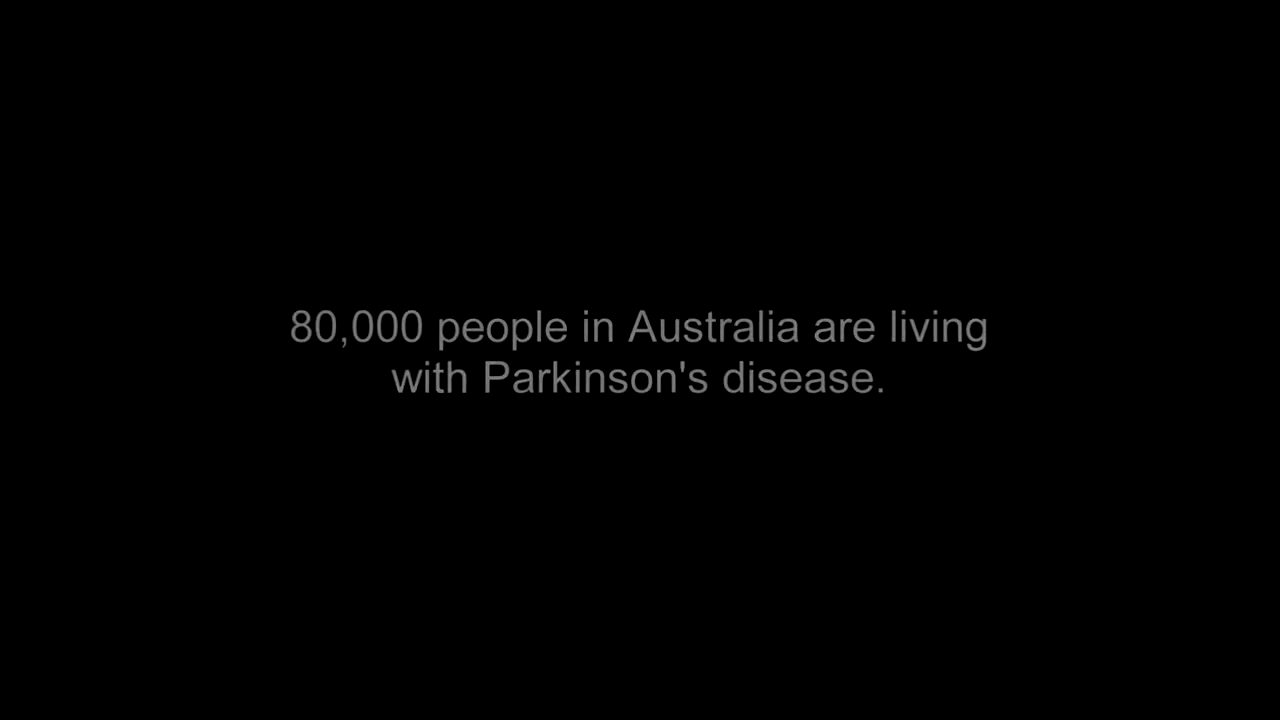 80,000 people in Australia are living
with Parkinson's disease.